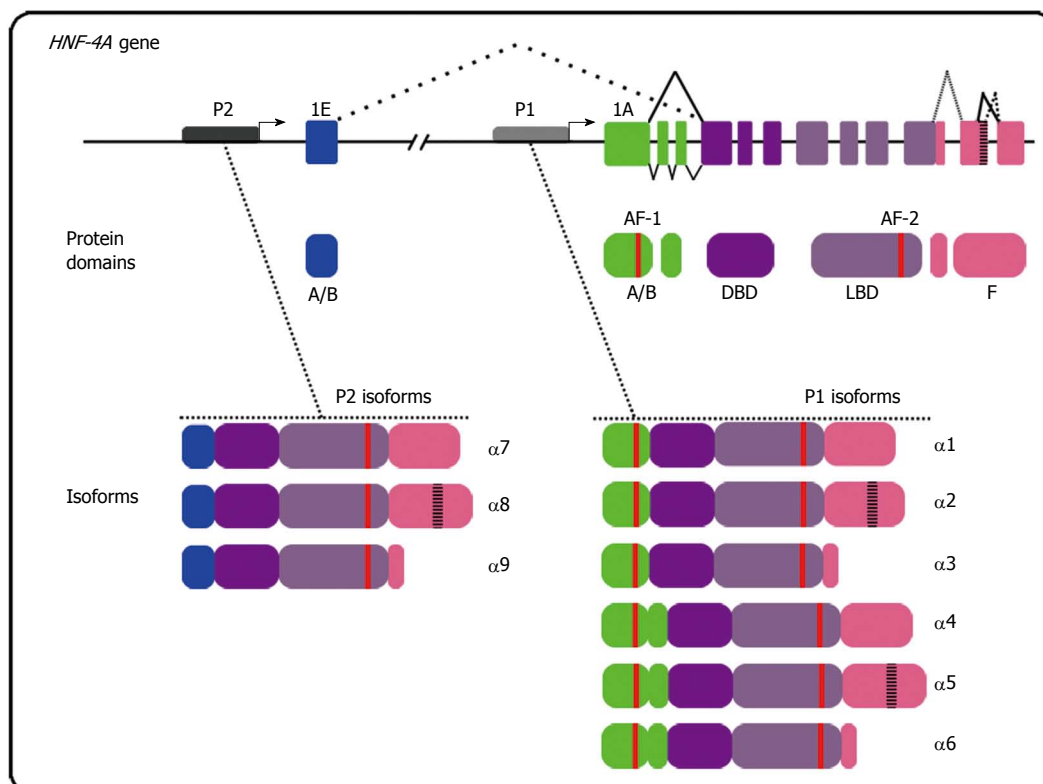 HNF-4A gene
P2
1E
P1
1A
Protein
domains
AF-1
AF-2
A/B
A/B
DBD
LBD
F
P2 isoforms
P1 isoforms
Isoforms
α7
α8
α9
α1
α2
α3
α4
α5
α6